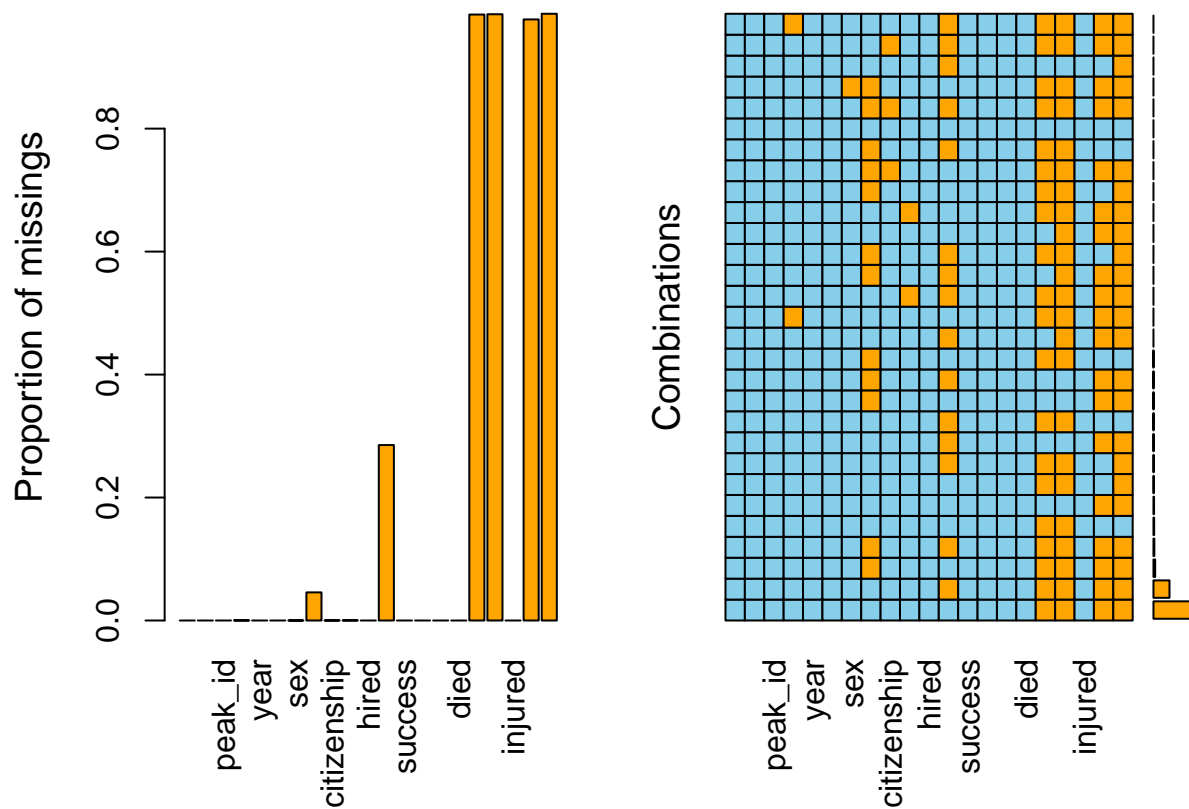 Proportion of missings
0.8
0.6
0.4
0.2
0.0
peak_id
year
sex
citizenship
hired
success
died
injured
Combinations
peak_id
year
sex
citizenship
hired
success
died
injured